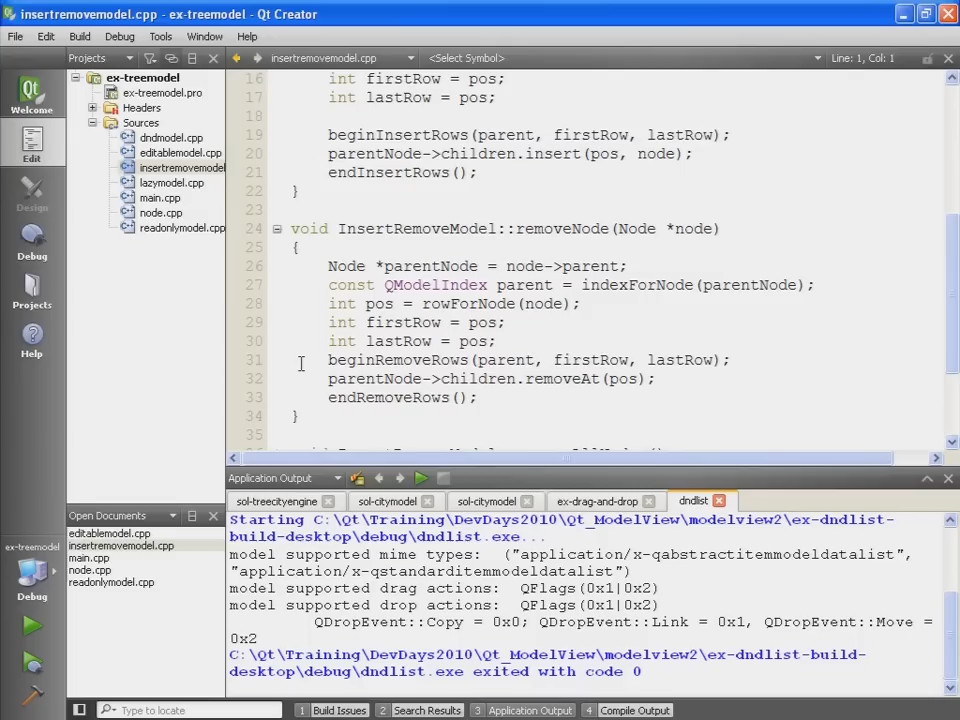 insertremovemodel.cpp - ex-treemodel - Qt Creator
File Edit Build Debug Tools Window Help
Projects insertremovemodel.cpp <Select Symbol> Line: 1, Col: 1
Welcome
Edit
Design
Debug
Projects
Help
ex-treemodel
Debug
ex-treemodel
ex-treemodel.pro
Headers
Sources
dndmodel.cpp
editablemodel.cpp
insertremovemodel
lazymodel.cpp
main.cpp
node.cpp
readonlymodel.cpp
Open Documents
editablemodel.cpp
insertremovemodel.cpp
main.cpp
node.cpp
readonlymodel.cpp
16 int firstRow = pos;
17 int lastRow = pos;
18
19 beginInsertRows(parent, firstRow, lastRow);
20 parentNode->children.insert(pos, node);
21 endInsertRows();
22 }
23
24 void InsertRemoveModel::removeNode(Node *node)
25 {
26 Node *parentNode = node->parent;
27 const QModelIndex parent = indexForNode(parentNode);
28 int pos = rowForNode(node);
29 int firstRow = pos;
30 int lastRow = pos;
31 beginRemoveRows(parent, firstRow, lastRow);
32 parentNode->children.removeAt(pos);
33 endRemoveRows();
34 }
35
Application Output
sol-treecityengine sol-citymodel sol-citymodel ex-drag-and-drop dndlist
Starting C:\Qt\Training\DevDays2010\Qt_ModelView\modelview2\ex-dndlist-
build-desktop\debug\dndlist.exe...
model supported mime types: ("application/x-qabstractitemmodeldatalist",
"application/x-qstandarditemmodeldatalist")
model supported drag actions: QFlags(0x1|0x2)
model supported drop actions: QFlags(0x1|0x2)
QDropEvent::Copy = 0x0; QDropEvent::Link = 0x1, QDropEvent::Move =
0x2
C:\Qt\Training\DevDays2010\Qt_ModelView\modelview2\ex-dndlist-build-
desktop\debug\dndlist.exe exited with code 0
Type to locate 1 Build Issues 2 Search Results 3 Application Output 4 Compile Output